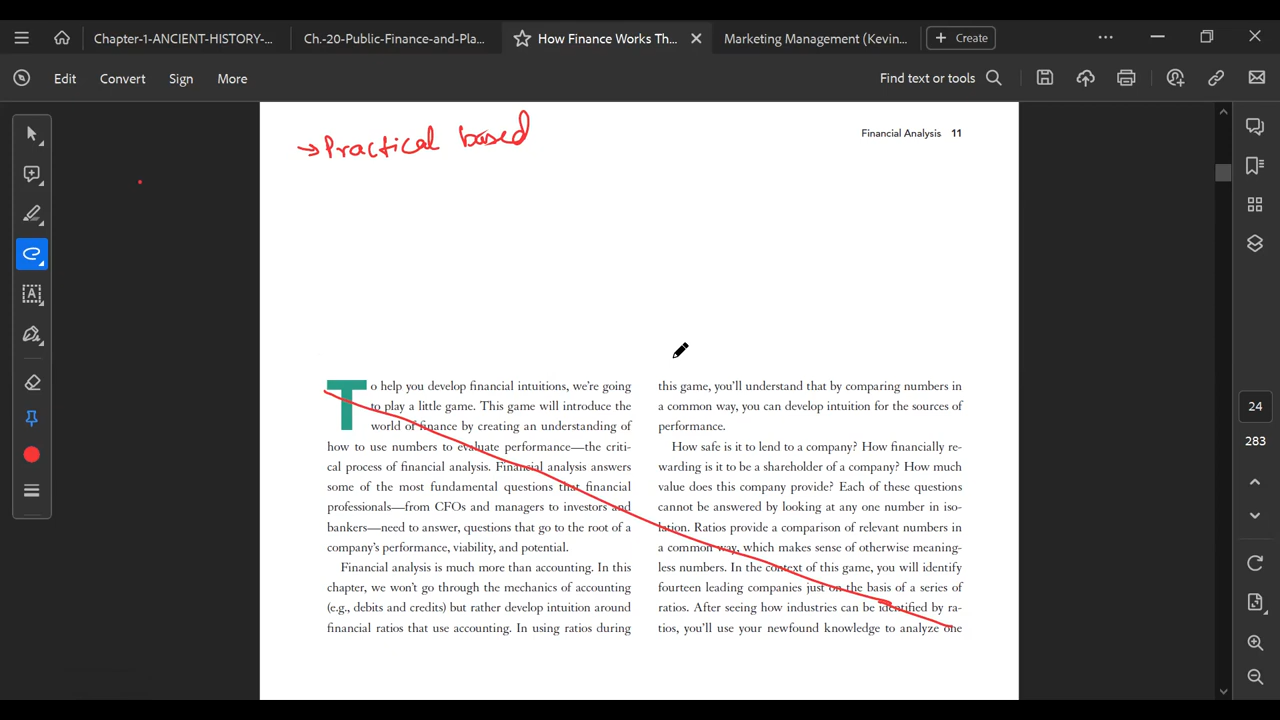 Chapter-1-ANCIENT-HISTORY-...
Ch.-20-Public-Finance-and-Pla...
How Finance Works Th...
Marketing Management (Kevin...
Create
Edit
Convert
Sign
More
Find text or tools
→Practical based
Financial Analysis 11
To help you develop financial intuitions, we're going
to play a little game. This game will introduce the
world of finance by creating an understanding of
how to use numbers to evaluate performance—the criti-
cal process of financial analysis. Financial analysis answers
some of the most fundamental questions that financial
professionals—from CFOs and managers to investors and
bankers—need to answer, questions that go to the root of a
company's performance, viability, and potential.
Financial analysis is much more than accounting. In this
chapter, we won't go through the mechanics of accounting
(e.g., debits and credits) but rather develop intuition around
financial ratios that use accounting. In using ratios during
this game, you'll understand that by comparing numbers in
a common way, you can develop intuition for the sources of
performance.
How safe is it to lend to a company? How financially re-
warding is it to be a shareholder of a company? How much
value does this company provide? Each of these questions
cannot be answered by looking at any one number in iso-
lation. Ratios provide a comparison of relevant numbers in
a common way, which makes sense of otherwise meaning-
less numbers. In the context of this game, you will identify
fourteen leading companies just on the basis of a series of
ratios. After seeing how industries can be identified by ra-
tios, you'll use your newfound knowledge to analyze one
24
283